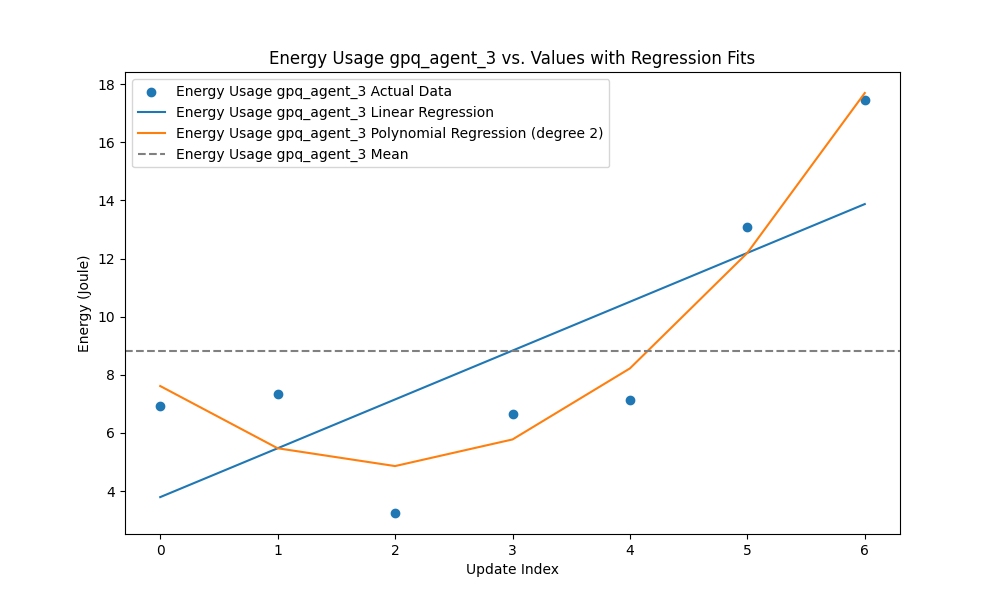 Energy Usage gpq_agent_3 vs. Values with Regression Fits
Energy Usage gpq_agent_3 Actual Data
Energy Usage gpq_agent_3 Linear Regression
Energy Usage gpq_agent_3 Polynomial Regression (degree 2)
Energy Usage gpq_agent_3 Mean
Energy (Joule)
18
16
14
12
10
8
6
4
0 1 2 3 4 5 6
Update Index